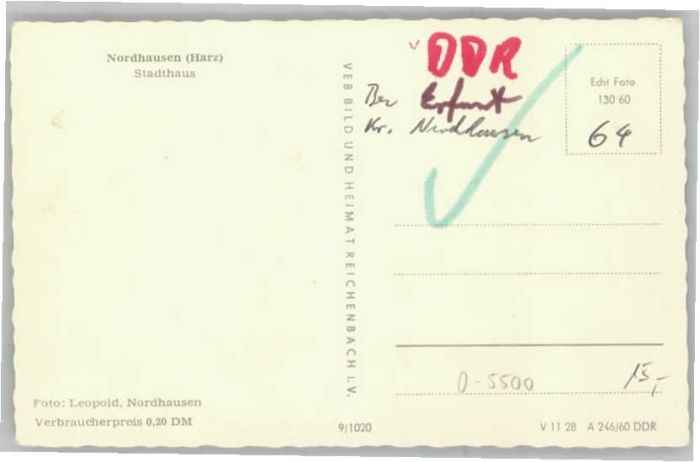 Nordhausen (Harz)
Stadthaus
VEB BILD UND HEIMAT REICHENBACH I.V.
DDR
Bez Erfurt
Kr. Nordhausen
Echt Foto
130 60
64
0-5500
15,-
Foto: Leopold, Nordhausen
Verbraucherpreis 0,20 DM
9/1020
V 11 28 A 246/60 DDR